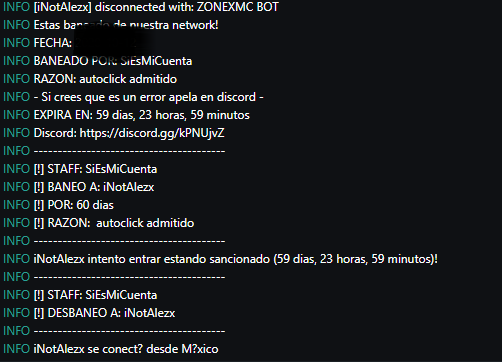 INFO [iNotAlezx] disconnected with: ZONEXMC BOT
INFO Estas baneado de nuestra network!
INFO FECHA:
INFO BANEADO POR: SiEsMiCuenta
INFO RAZON: autoclick admitido
INFO - Si crees que es un error apela en discord -
INFO EXPIRA EN: 59 dias, 23 horas, 59 minutos
INFO Discord: https://discord.gg/kPNUjvZ
INFO ----------------------------------------
INFO [!] STAFF: SiEsMiCuenta
INFO [!] BANEO A: iNotAlezx
INFO [!] POR: 60 dias
INFO [!] RAZON:  autoclick admitido
INFO ----------------------------------------
INFO iNotAlezx intento entrar estando sancionado (59 dias, 23 horas, 59 minutos)!
INFO ----------------------------------------
INFO [!] STAFF: SiEsMiCuenta
INFO [!] DESBANEO A: iNotAlezx
INFO ----------------------------------------
INFO iNotAlezx se conect? desde M?xico